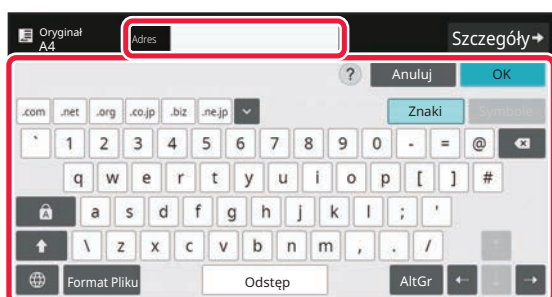 Oryginał
A4
Adres
Szczegóły
? Anuluj OK
.com .net .org .co.jp .biz .ne.jp Znaki Symbole
` 1 2 3 4 5 6 7 8 9 0 - = @
q w e r t y u i o p [ ] #
A a s d f g h j k l ; '
\ z x c v b n m , . /
Format Pliku Odstęp AltGr